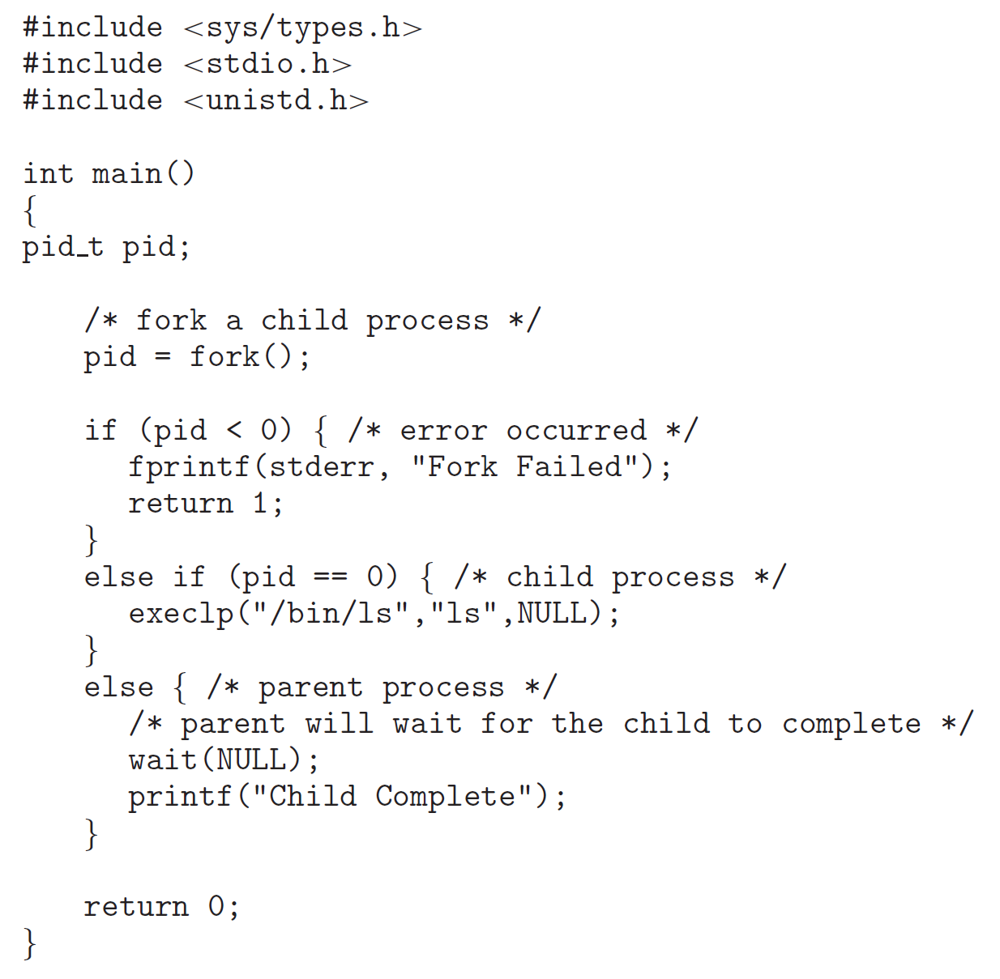 #include <sys/types.h>
#include <stdio.h>
#include <unistd.h>
int main()
{
pid_t pid;
/* fork a child process */
pid = fork();
if (pid < 0) { /* error occurred */
fprintf(stderr, "Fork Failed");
return 1;
}
else if (pid == 0) { /* child process */
execlp("/bin/ls","ls",NULL);
}
else { /* parent process */
/* parent will wait for the child to complete */
wait(NULL);
printf("Child Complete");
}
return 0;
}